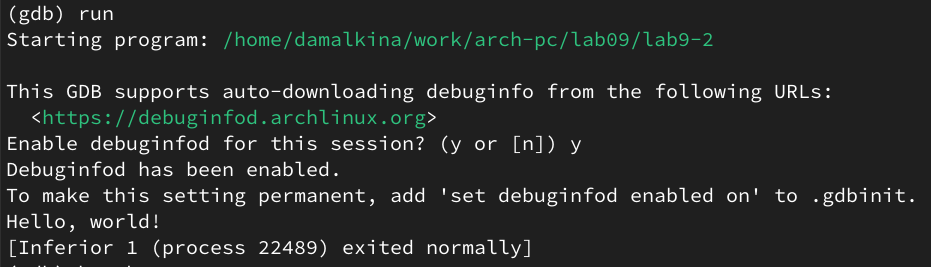 (gdb) run
Starting program: /home/damalkina/work/arch-pc/lab09/lab9-2
This GDB supports auto-downloading debuginfo from the following URLs:
<https://debuginfod.archlinux.org>
Enable debuginfod for this session? (y or [n]) y
Debuginfod has been enabled.
To make this setting permanent, add 'set debuginfod enabled on' to .gdbinit.
Hello, world!
[Inferior 1 (process 22489) exited normally]